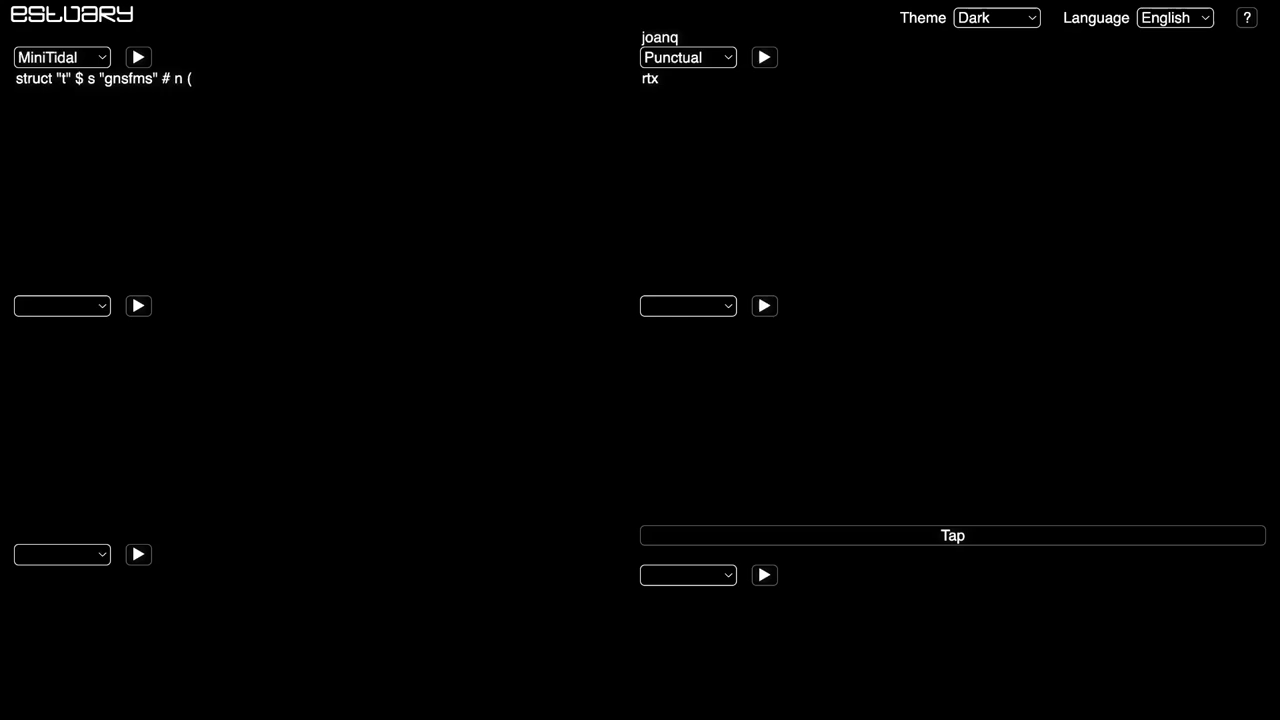 estuary
Theme Dark Language English ?
MiniTidal
struct "t" $ s "gnsfms" # n (
joanq
Punctual
rtx
Tap